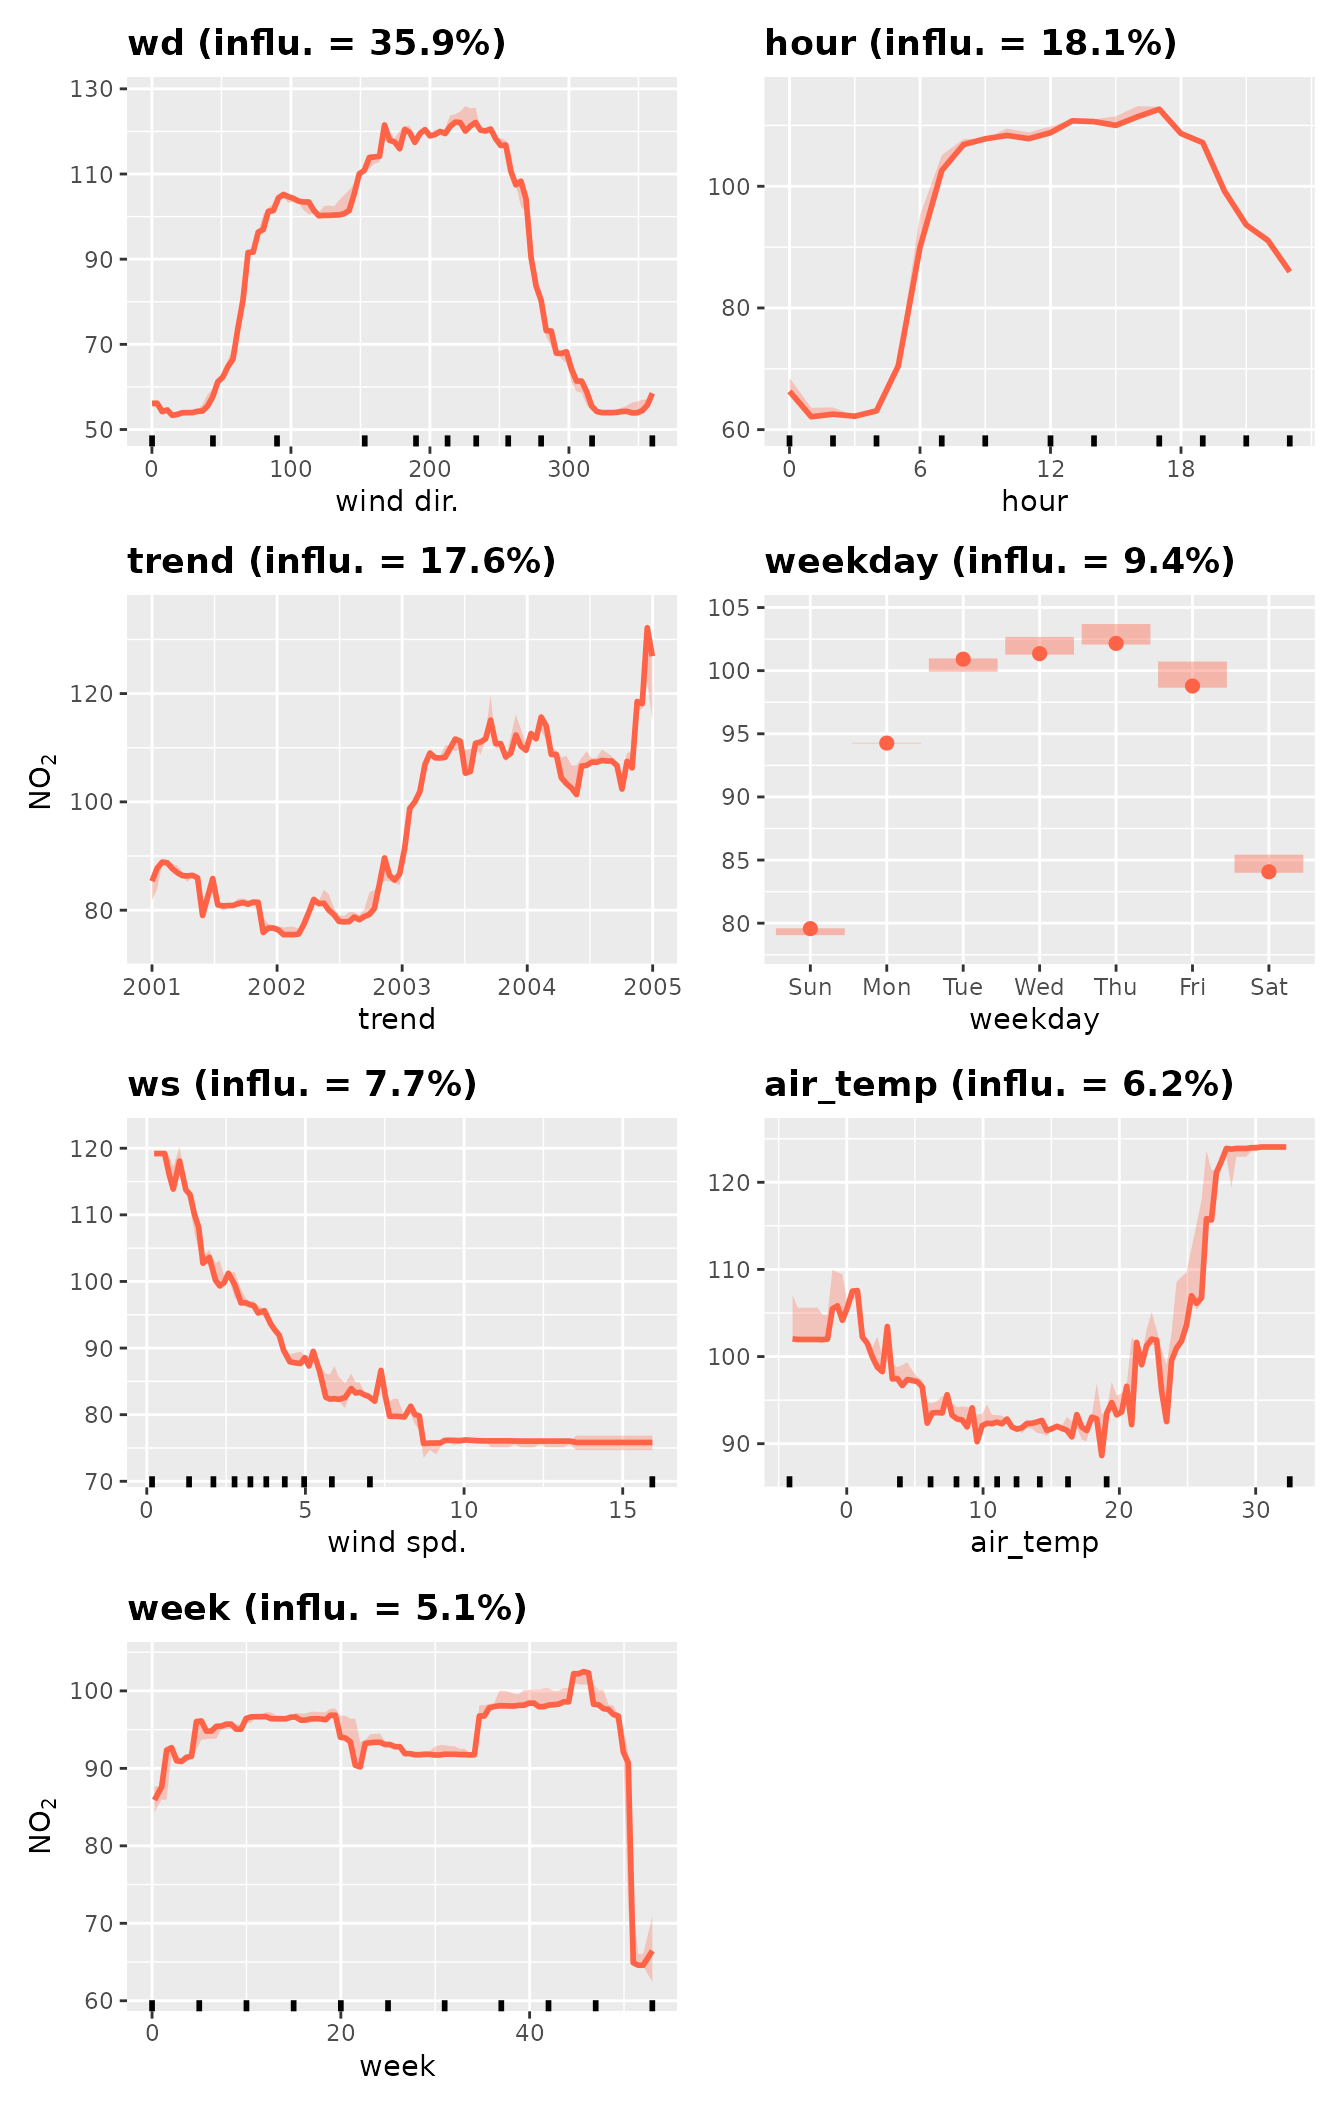 wd (influ. = 35.9%)
130
110
90
70
50
0 100 200 300
wind dir.
hour (influ. = 18.1%)
100
80
60
0 6 12 18
hour
trend (influ. = 17.6%)
NO₂
120
100
80
2001 2002 2003 2004 2005
trend
weekday (influ. = 9.4%)
105
100
95
90
85
80
Sun Mon Tue Wed Thu Fri Sat
weekday
ws (influ. = 7.7%)
120
110
100
90
80
70
0 5 10 15
wind spd.
air_temp (influ. = 6.2%)
120
110
100
90
0 10 20 30
air_temp
week (influ. = 5.1%)
NO₂
100
90
80
70
60
0 20 40
week